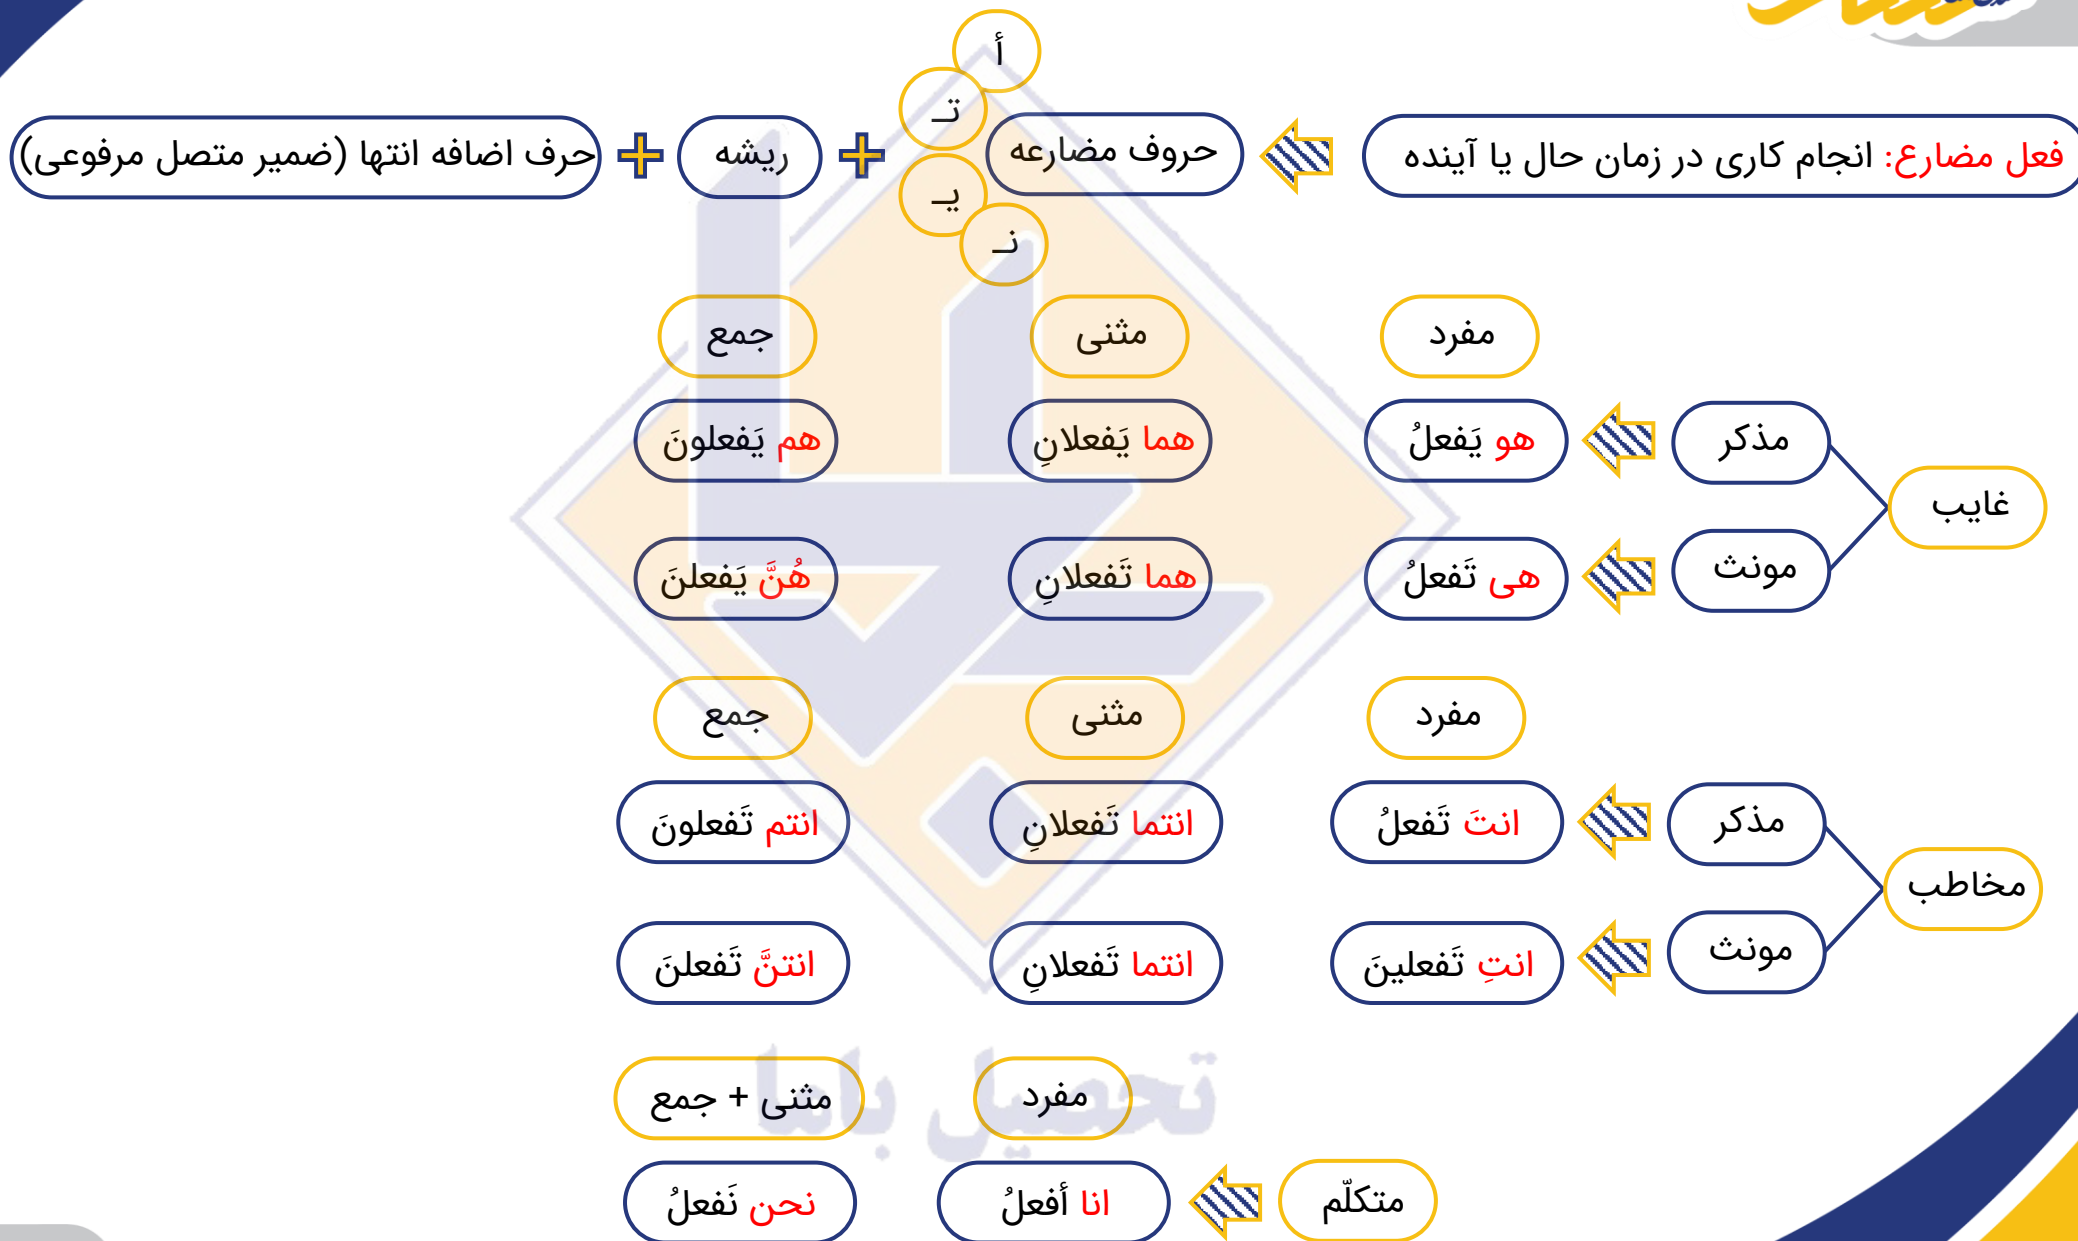 فعل مضارع: انجام کاری در زمان حال یا آینده
حروف مضارعه
أ
تـ
یـ
نـ
+
ریشه
+
حرف اضافه انتها (ضمیر متصل مرفوعی)
مفرد
مثنی
جمع
غایب
مذکر
هو یَفعلُ
هما یَفعلانِ
هم یَفعلونَ
مونث
هی تَفعلُ
هما تَفعلانِ
هُنَّ یَفعلنَ
مفرد
مثنی
جمع
مخاطب
مذکر
انتَ تَفعلُ
انتما تَفعلانِ
انتم تَفعلونَ
مونث
انتِ تَفعلینَ
انتما تَفعلانِ
انتنَّ تَفعلنَ
مفرد
مثنی + جمع
متکلّم
انا أفعلُ
نحن نَفعلُ
تحصیل باما